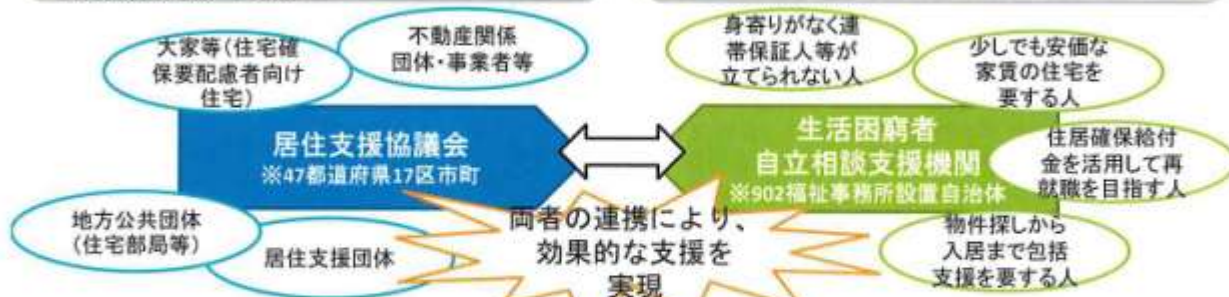 大家等(住宅確
保要配慮者向け
住宅)
不動産関係
団体・事業者等
居住支援協議会
※47都道府県17区市町
地方公共団体
(住宅部局等)
居住支援団体
両者の連携により、
効果的な支援を
実現
身寄りがなく連
帯保証人等が
立てられない人
少しでも安価な
家賃の住宅を
要する人
生活困窮者
自立相談支援機関
※902福祉事務所設置自治体
住居確保給付
金を活用して再
就職を目指す人
物件探しから
入居まで包括
支援を要する人